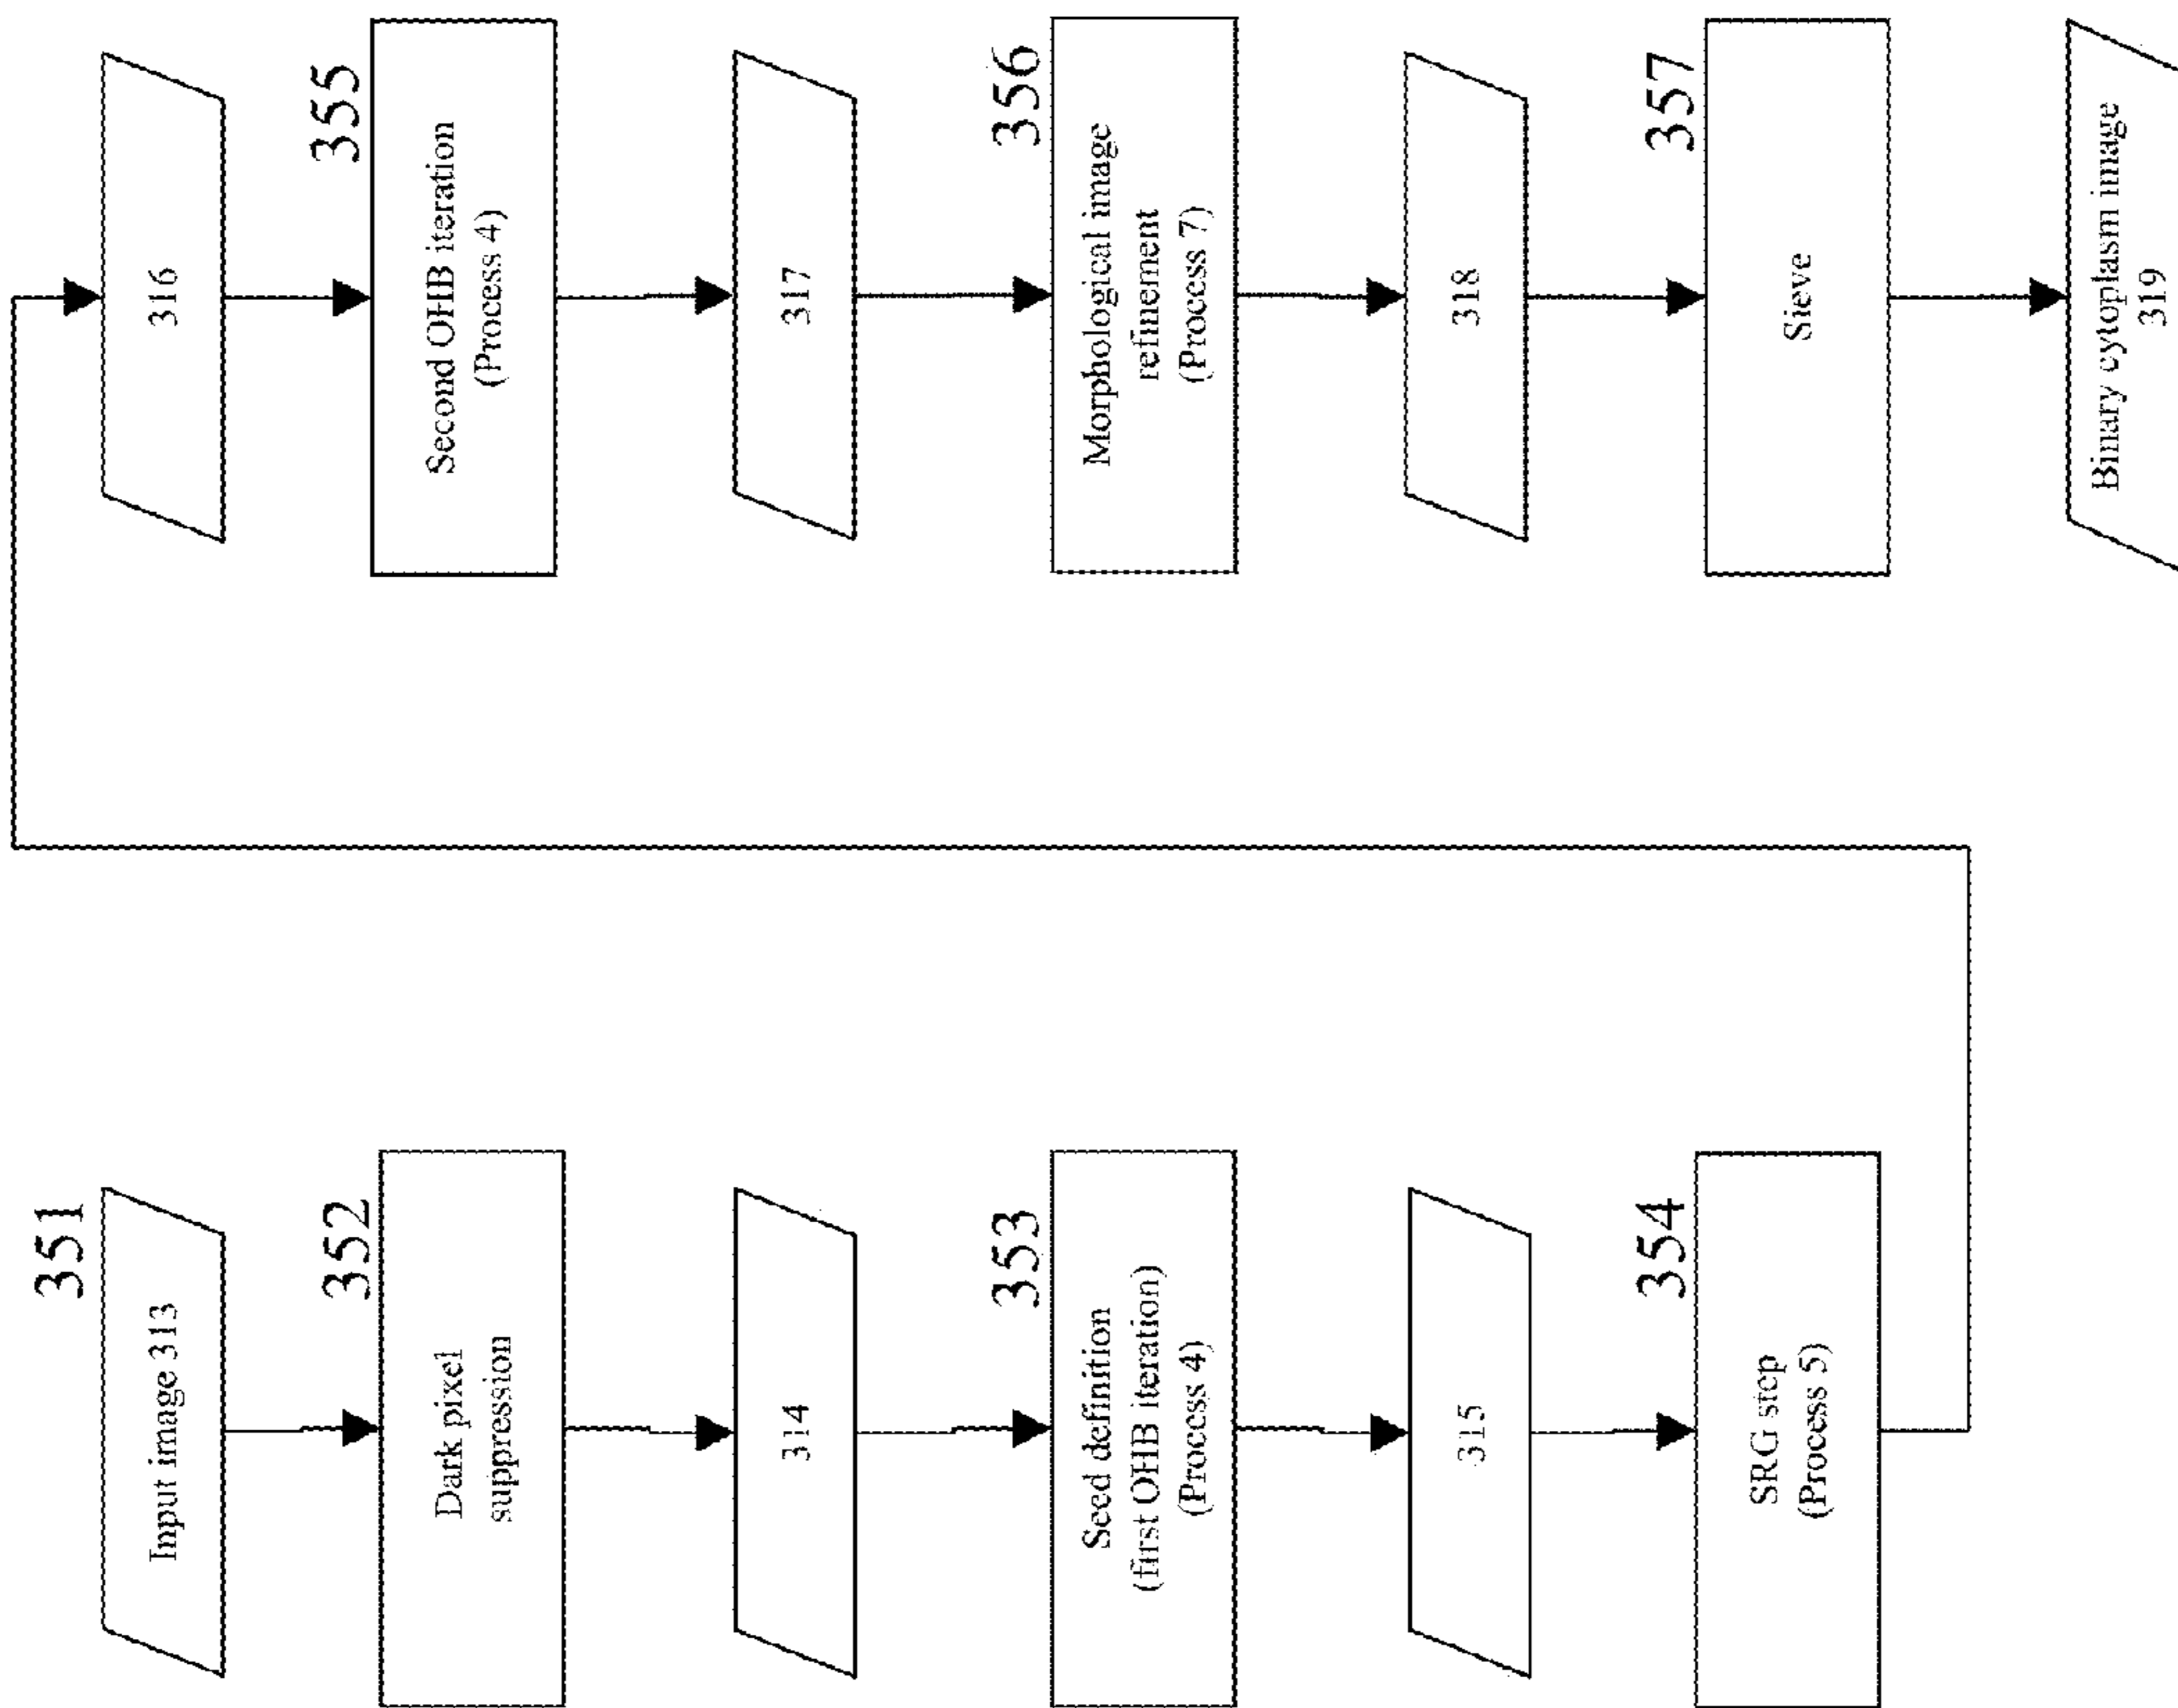 351
Input image 313
352
Dark pixel
suppression
314
353
Seed definition
(first OHB iteration)
(Process 4)
315
354
SRG step
(Process 5)
316
355
Second OHB iteration
(Process 4)
317
356
Morphological image
refinement
(Process 7)
318
357
Sieve
Binary cytoplasm image
319